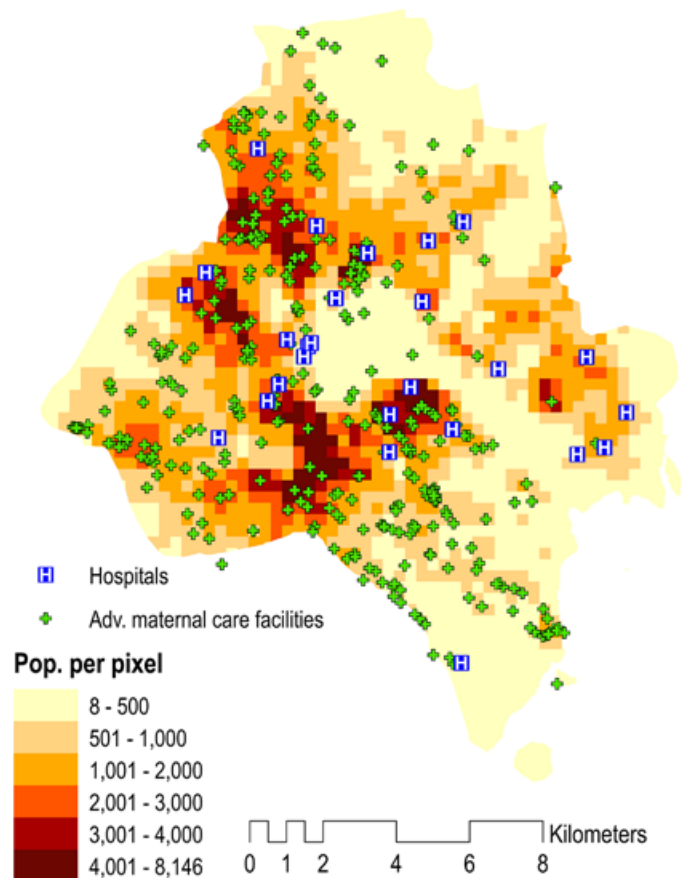 H H H H H H H H H H H H H H H H H H H H H H H H H H
H Hospitals
Adv. maternal care facilities
Pop. per pixel
8 - 500
501 - 1,000
1,001 - 2,000
2,001 - 3,000
3,001 - 4,000
4,001 - 8,146
Kilometers
0 1 2 4 6 8